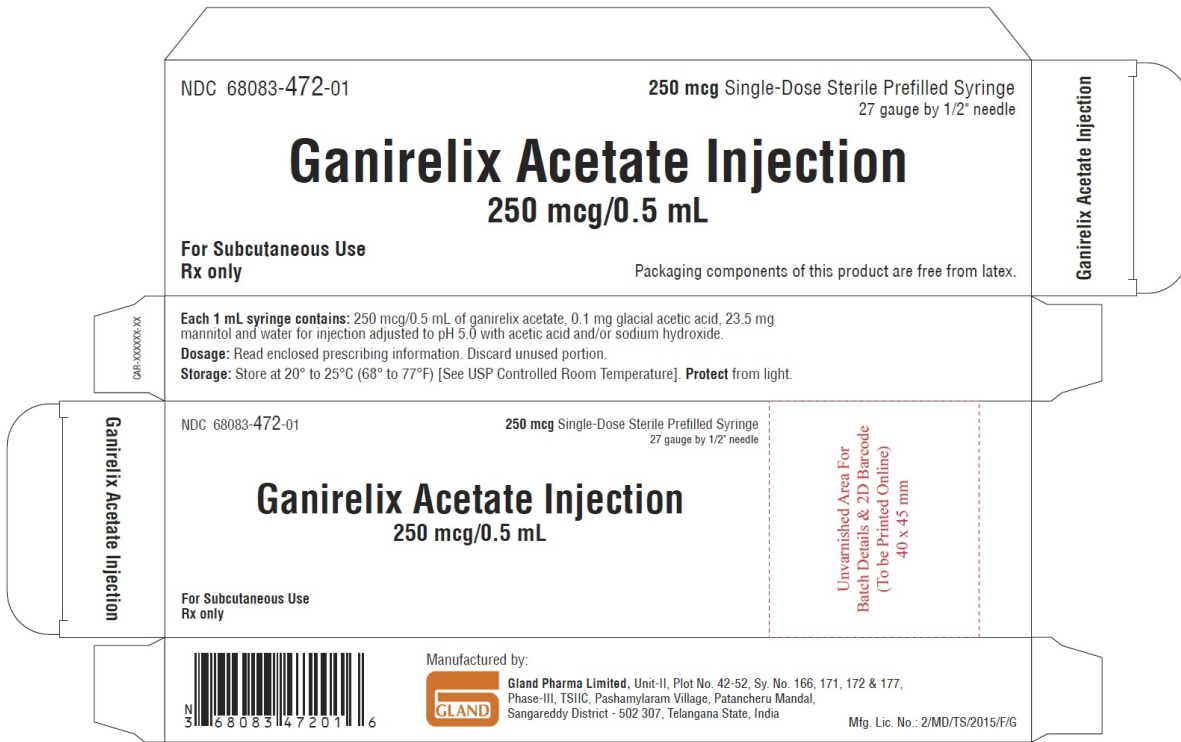 NDC 68083-472-01
250 mcg Single-Dose Sterile Prefilled Syringe
27 gauge by 1/2" needle
Ganirelix Acetate Injection
250 mcg/0.5 mL
For Subcutaneous Use
Rx only
Packaging components of this product are free from latex.
Ganirelix Acetate Injection
CAR-XXXXXX-XX
Each 1 mL syringe contains: 250 mcg/0.5 mL of ganirelix acetate, 0.1 mg glacial acetic acid, 23.5 mg
mannitol and water for injection adjusted to pH 5.0 with acetic acid and/or sodium hydroxide.
Dosage: Read enclosed prescribing information. Discard unused portion.
Storage: Store at 20° to 25°C (68° to 77°F) [See USP Controlled Room Temperature]. Protect from light.
Ganirelix Acetate Injection
NDC 68083-472-01
250 mcg Single-Dose Sterile Prefilled Syringe
27 gauge by 1/2" needle
Ganirelix Acetate Injection
250 mcg/0.5 mL
For Subcutaneous Use
Rx only
Unvarnished Area For
Batch Details & 2D Barcode
(To be Printed Online)
40 x 45 mm
N
3 68083 47201 6
Manufactured by:
GLAND
Gland Pharma Limited, Unit-II, Plot No. 42-52, Sy. No. 166, 171, 172 & 177,
Phase-III, TSIIC, Pashamylaram Village, Patancheru Mandal,
Sangareddy District - 502 307, Telangana State, India
Mfg. Lic. No.: 2/MD/TS/2015/F/G